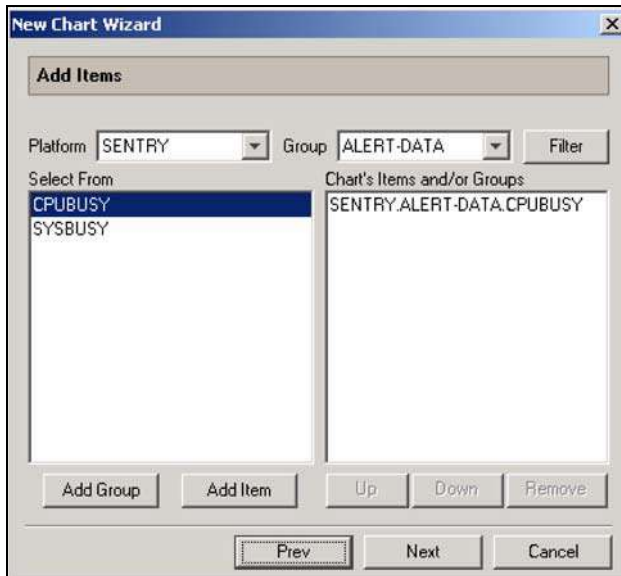 New Chart Wizard
Add Items
Platform SENTRY Group ALERT-DATA Filter
Select From Chart's Items and/or Groups
CPUBUSY SENTRY.ALERT-DATA.CPUBUSY
SYSBUSY
Add Group Add Item Up Down Remove
Prev Next Cancel